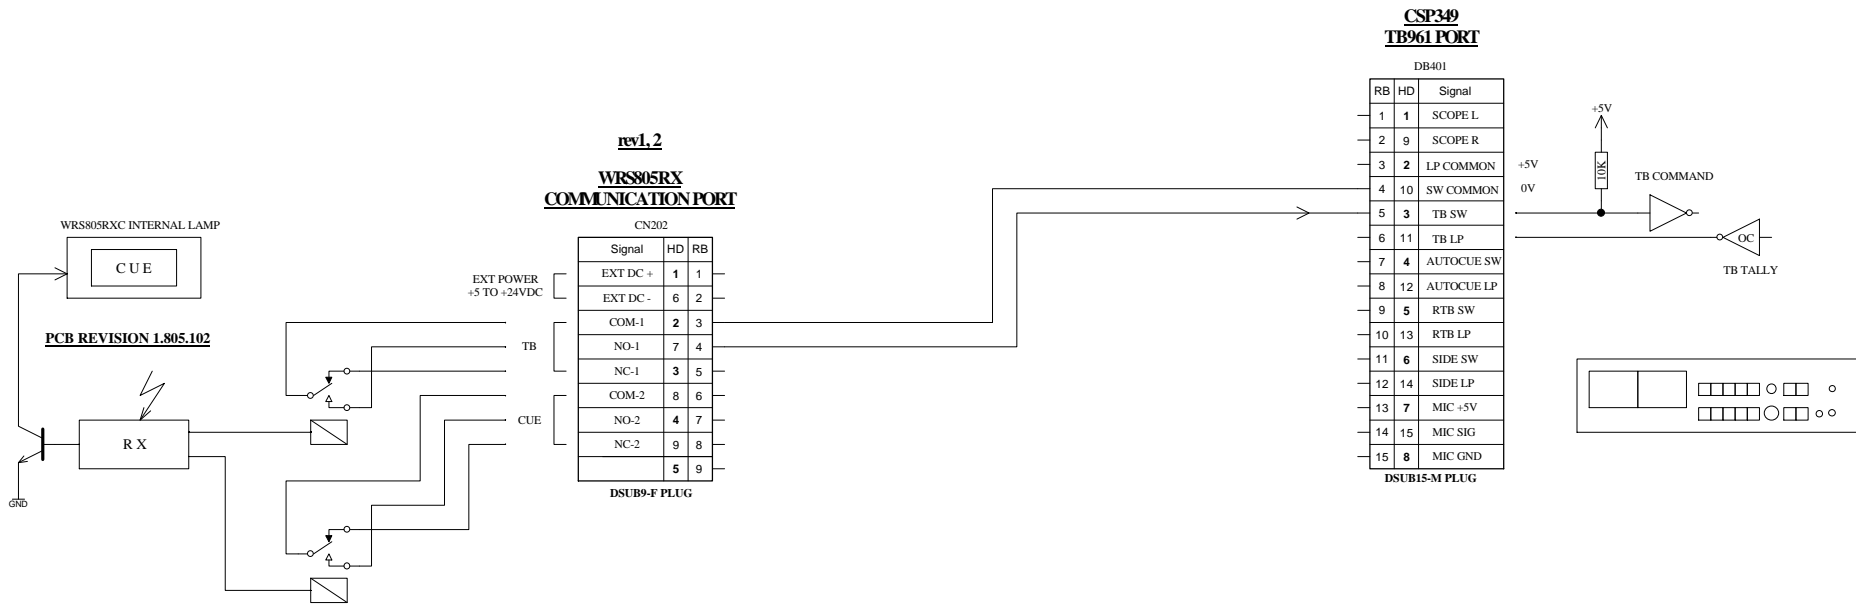 CSP349
TB961 PORT
DB401
RB HD Signal
1 1 SCOPE L
2 9 SCOPE R
3 2 LP COMMON +5V
4 10 SW COMMON 0V
5 3 TB SW
6 11 TB LP
7 4 AUTOCUE SW
8 12 AUTOCUE LP
9 5 RTB SW
10 13 RTB LP
11 6 SIDE SW
12 14 SIDE LP
13 7 MIC +5V
14 15 MIC SIG
15 8 MIC GND
DSUB15-M PLUG
+5V
10K
TB COMMAND
OC
TB TALLY
rev1, 2
WRS805RX
COMMUNICATION PORT
CN202
Signal HD RB
EXT DC + 1 1
EXT DC - 6 2
COM-1 2 3
NO-1 7 4
NC-1 3 5
COM-2 8 6
NO-2 4 7
NC-2 9 8
5 9
DSUB9-F PLUG
EXT POWER
+5 TO +24VDC
TB
CUE
WRS805RXC INTERNAL LAMP
CUE
PCB REVISION 1.805.102
RX
GND